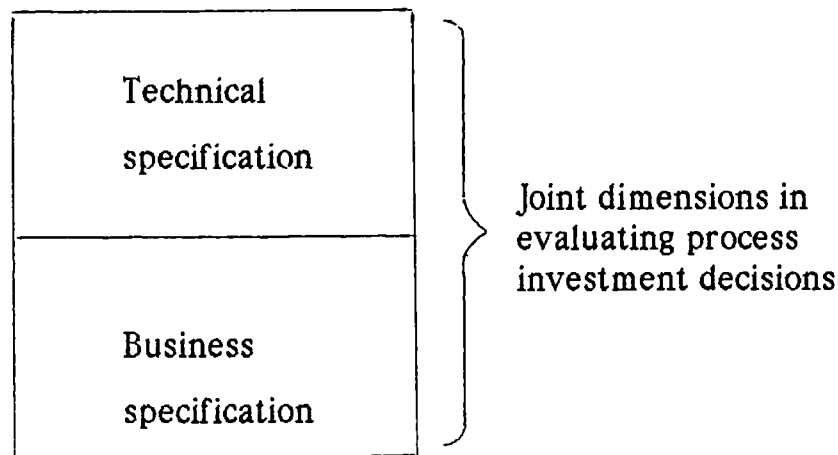 Technical
specification
Joint dimensions in
evaluating process
investment decisions
Business
specification